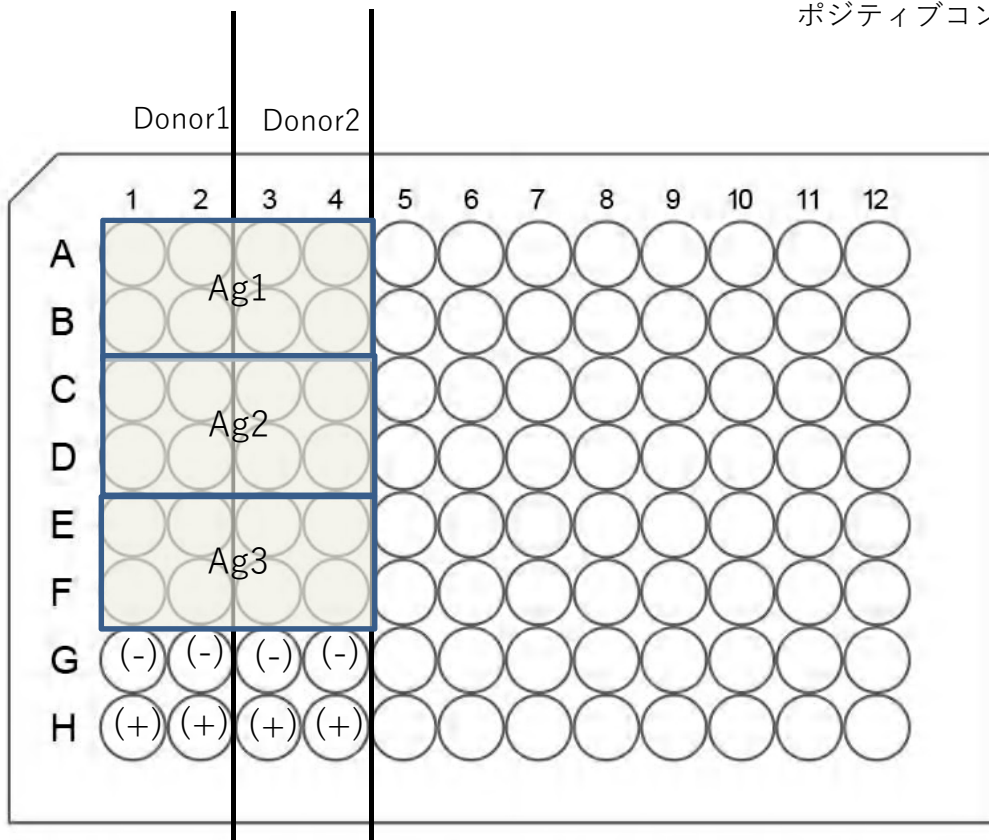 ポジティブコン
Donor1 Donor2
1 2 3 4 5 6 7 8 9 10 11 12
A
Ag1
B
C
Ag2
D
E
Ag3
F
G (-) (-) (-) (-)
H (+) (+) (+) (+)